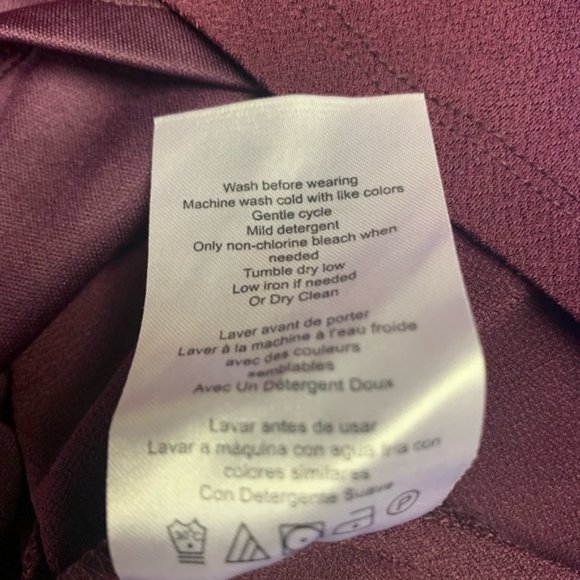 Wash before wearing
Machine wash cold with like colors
Gentle cycle
Mild detergent
Only non-chlorine bleach when
needed
Tumble dry low
Low iron if needed
Or Dry Clean
Laver avant de porter
Laver à la machine à l'eau froide
avec des couleurs
semblables
Avec Un Détergent Doux
Lavar antes de usar
Lavar a máquina con agua fria con
colores similares
Con Detergente Suave
30°C
P